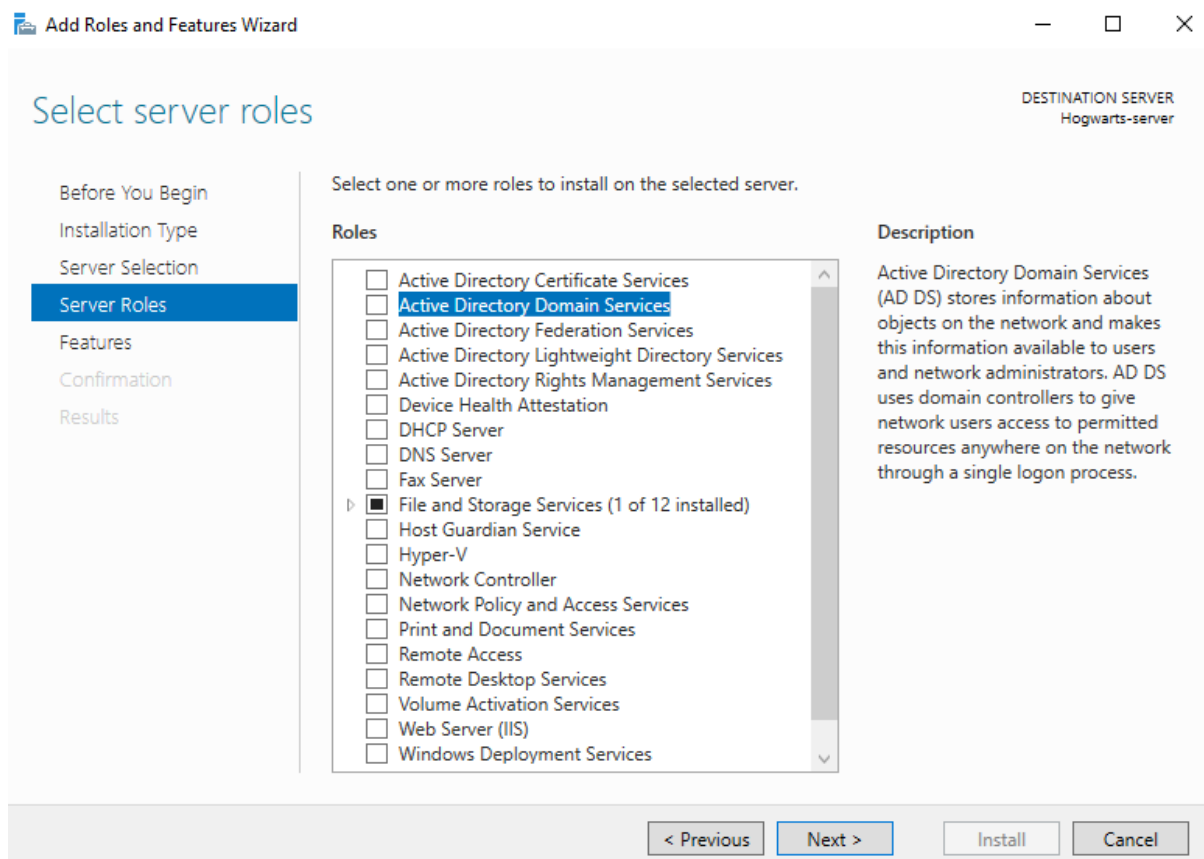 Add Roles and Features Wizard
Select server roles
DESTINATION SERVER
Hogwarts-server
Before You Begin
Installation Type
Server Selection
Server Roles
Features
Confirmation
Results
Select one or more roles to install on the selected server.
Roles
Active Directory Certificate Services
Active Directory Domain Services
Active Directory Federation Services
Active Directory Lightweight Directory Services
Active Directory Rights Management Services
Device Health Attestation
DHCP Server
DNS Server
Fax Server
File and Storage Services (1 of 12 installed)
Host Guardian Service
Hyper-V
Network Controller
Network Policy and Access Services
Print and Document Services
Remote Access
Remote Desktop Services
Volume Activation Services
Web Server (IIS)
Windows Deployment Services
Description
Active Directory Domain Services
(AD DS) stores information about
objects on the network and makes
this information available to users
and network administrators. AD DS
uses domain controllers to give
network users access to permitted
resources anywhere on the network
through a single logon process.
< Previous
Next >
Install
Cancel